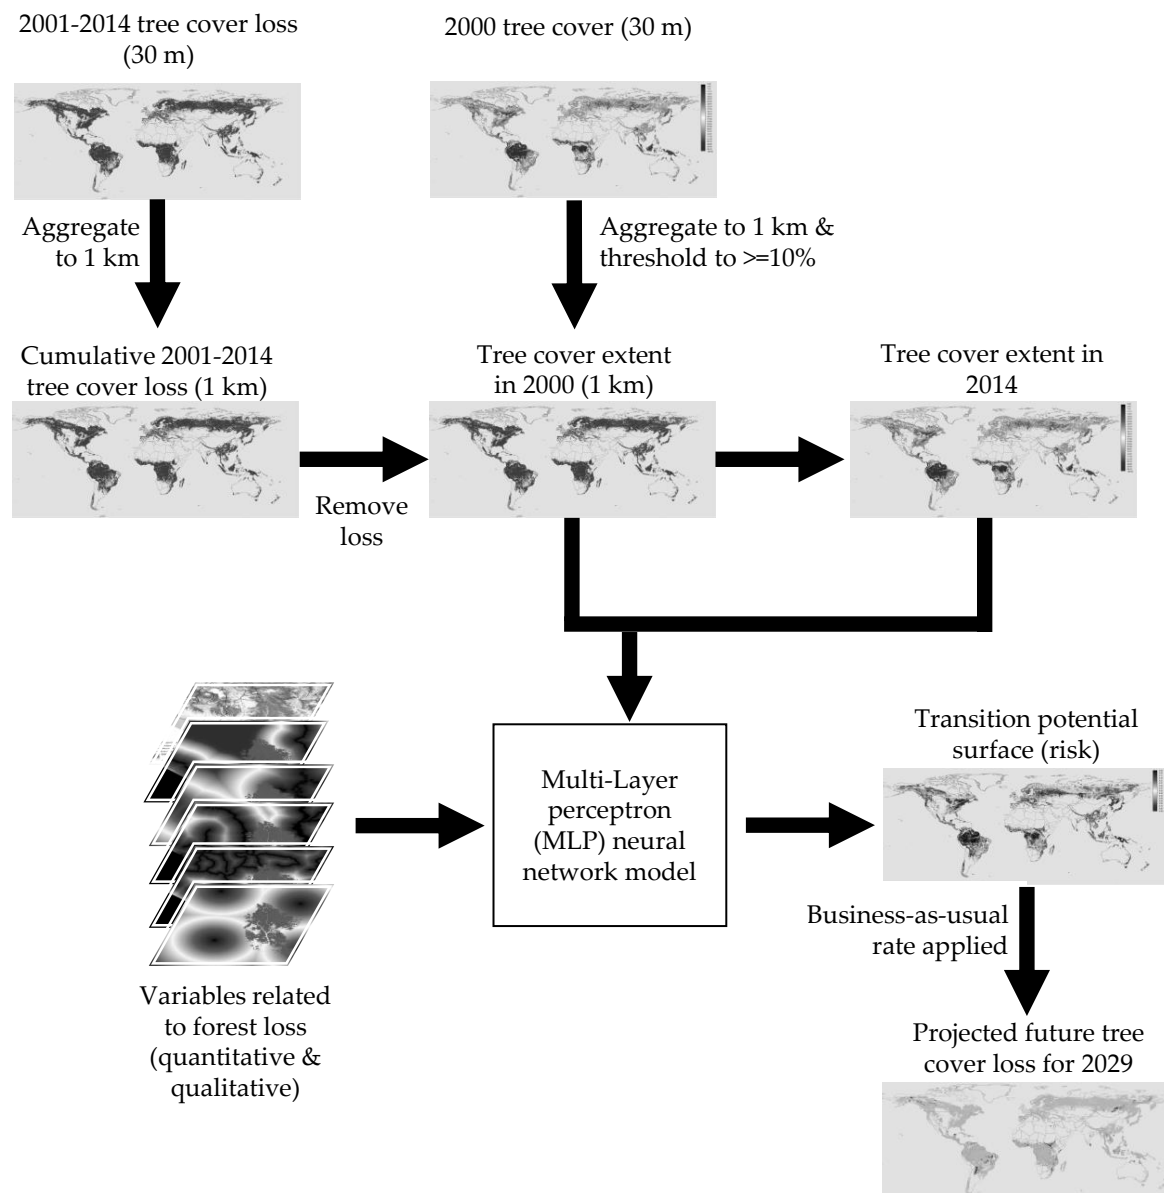 2001-2014 tree cover loss
(30 m)
2000 tree cover (30 m)
Aggregate
to 1 km
Aggregate to 1 km &
threshold to >=10%
Cumulative 2001-2014
tree cover loss (1 km)
Tree cover extent
in 2000 (1 km)
Tree cover extent in
2014
Remove
loss
Multi-Layer
perceptron
(MLP) neural
network model
Transition potential
surface (risk)
Business-as-usual
rate applied
Variables related
to forest loss
(quantitative &
qualitative)
Projected future tree
cover loss for 2029